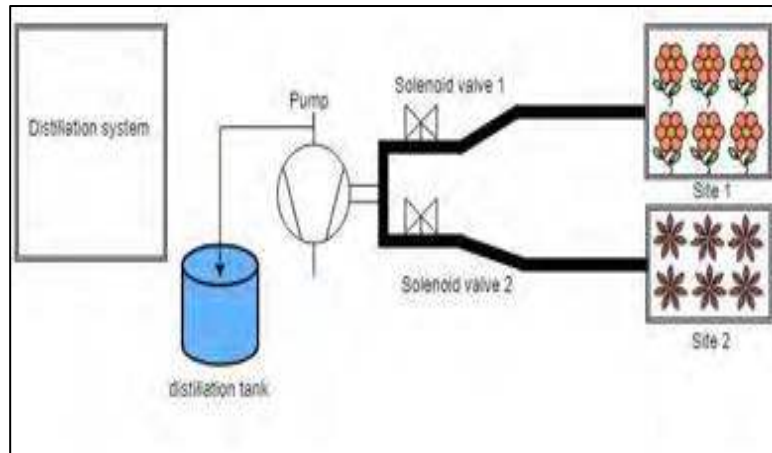 Distillation system
Pump
Solenoid valve 1
Site 1
Solenoid valve 2
Site 2
distillation tank